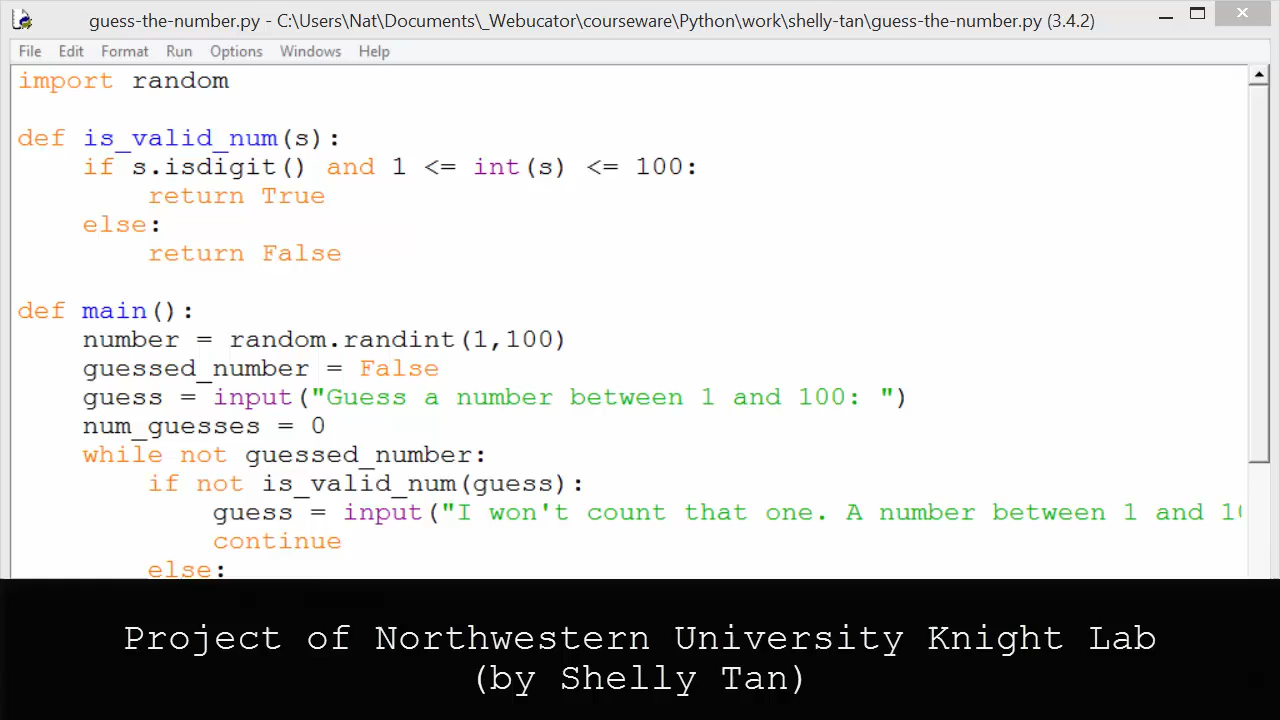 guess-the-number.py - C:\Users\Nat\Documents\_Webucator\courseware\Python\work\shelly-tan\guess-the-number.py (3.4.2)
File Edit Format Run Options Windows Help
import random
def is_valid_num(s):
    if s.isdigit() and 1 <= int(s) <= 100:
        return True
    else:
        return False
def main():
    number = random.randint(1,100)
    guessed_number = False
    guess = input("Guess a number between 1 and 100: ")
    num_guesses = 0
    while not guessed_number:
        if not is_valid_num(guess):
            guess = input("I won't count that one. A number between 1 and
            continue
        else:
Project of Northwestern University Knight Lab
(by Shelly Tan)